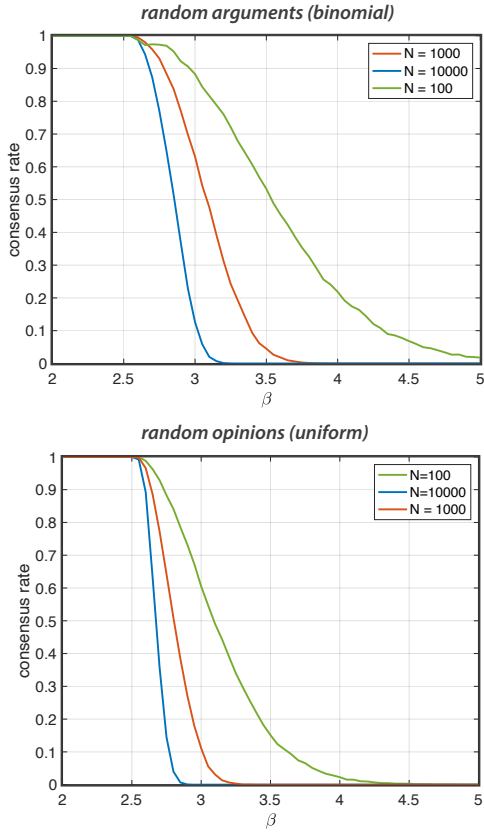 random arguments (binomial)
1
0.9
0.8
0.7
0.6
0.5
0.4
0.3
0.2
0.1
0
consensus rate
N = 1000
N = 10000
N = 100
2 2.5 3 3.5 4 4.5 5
β
random opinions (uniform)
1
0.9
0.8
0.7
0.6
0.5
0.4
0.3
0.2
0.1
0
consensus rate
N=100
N=10000
N = 1000
2 2.5 3 3.5 4 4.5 5
β